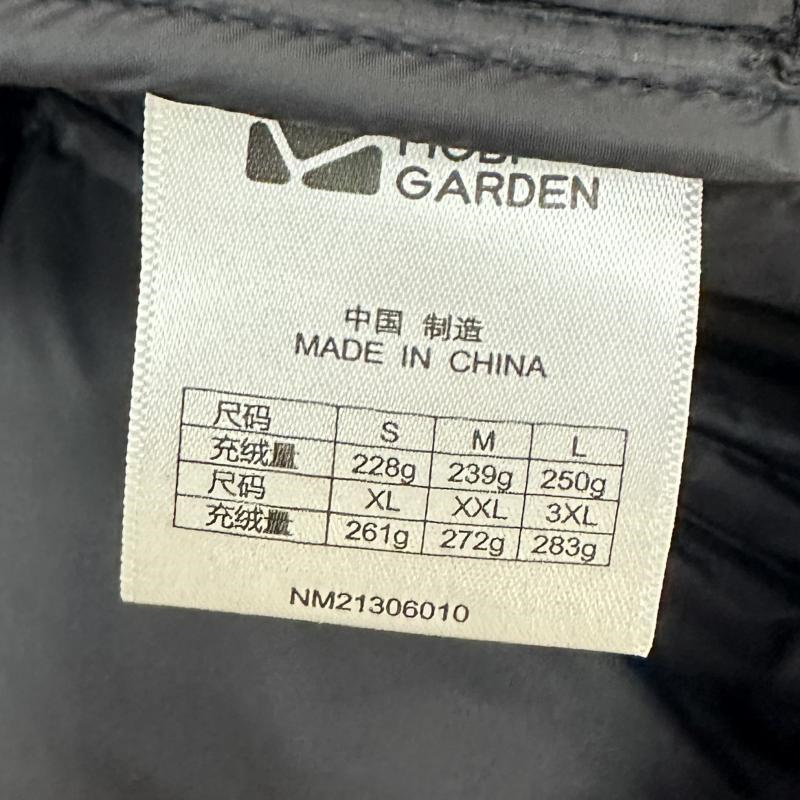 GARDEN
中国 制造
MADE IN CHINA
尺码 S M L
充绒量 228g 239g 250g
尺码 XL XXL 3XL
充绒量 261g 272g 283g
NM21306010